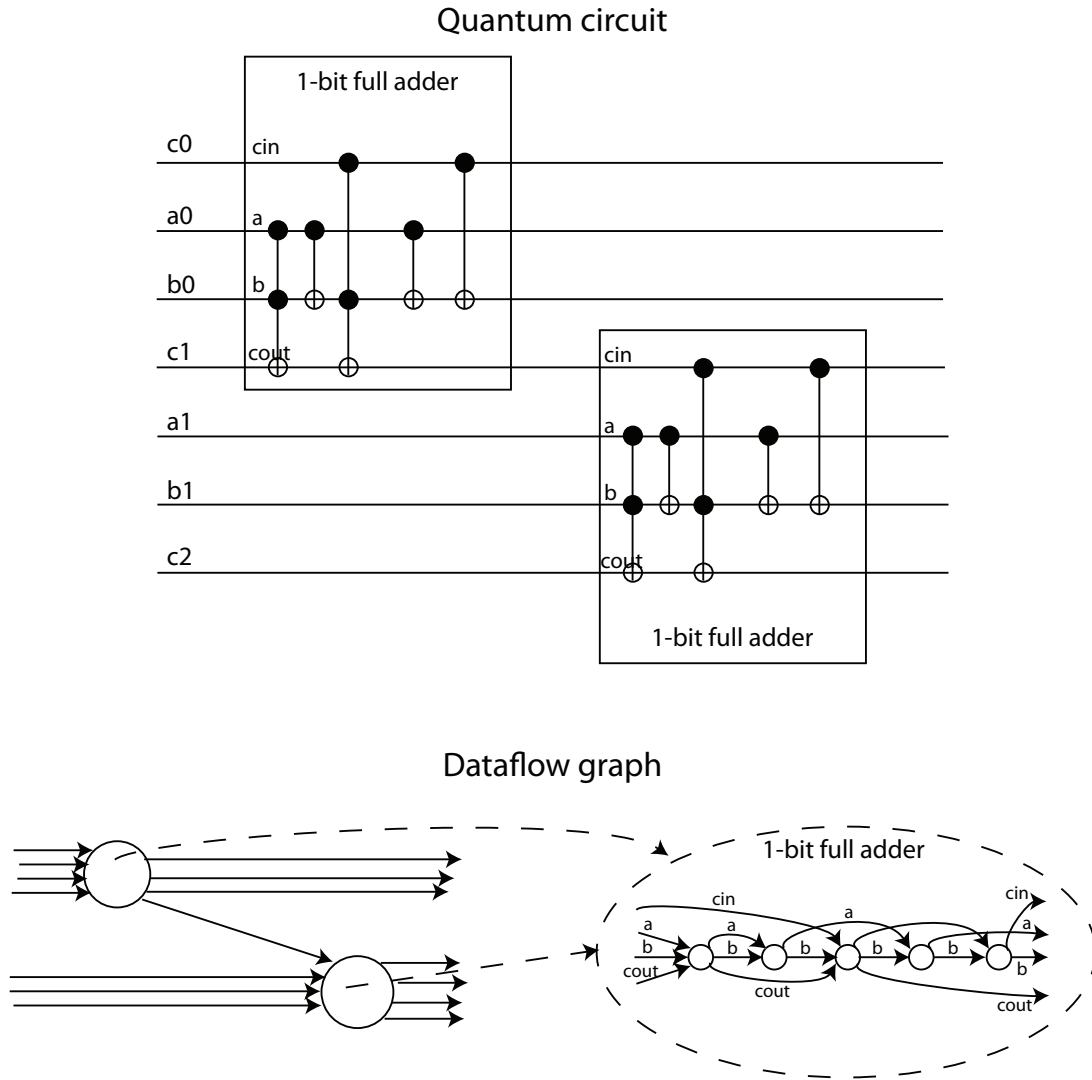 Quantum circuit
1-bit full adder
c0
cin
a0
a
b0
b
c1
cout
cin
a1
a
b1
b
c2
cout
1-bit full adder
Dataflow graph
1-bit full adder
cin
cin
a
a
a
a
b
b
b
b
b
b
cout
cout
cout